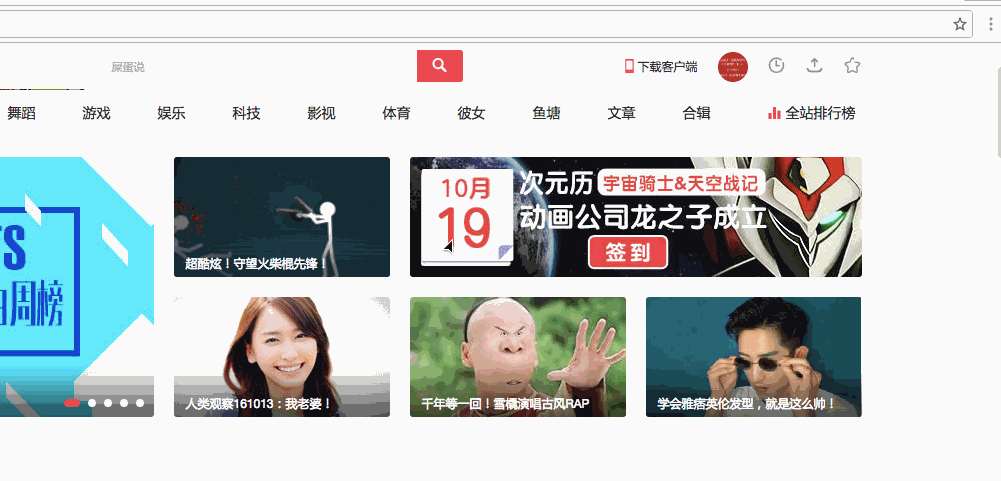 屎蛋说
下载客户端
舞蹈 游戏 娱乐 科技 影视 体育 彼女 鱼塘 文章 合辑 全站排行榜
周榜
超酷炫！守望火柴棍先锋！
10月
19
次元历 宇宙骑士&天空战记
动画公司龙之子成立
签到
人类观察161013：我老婆！
千年等一回！雪橇演唱古风RAP
学会雅痞英伦发型，就是这么帅！